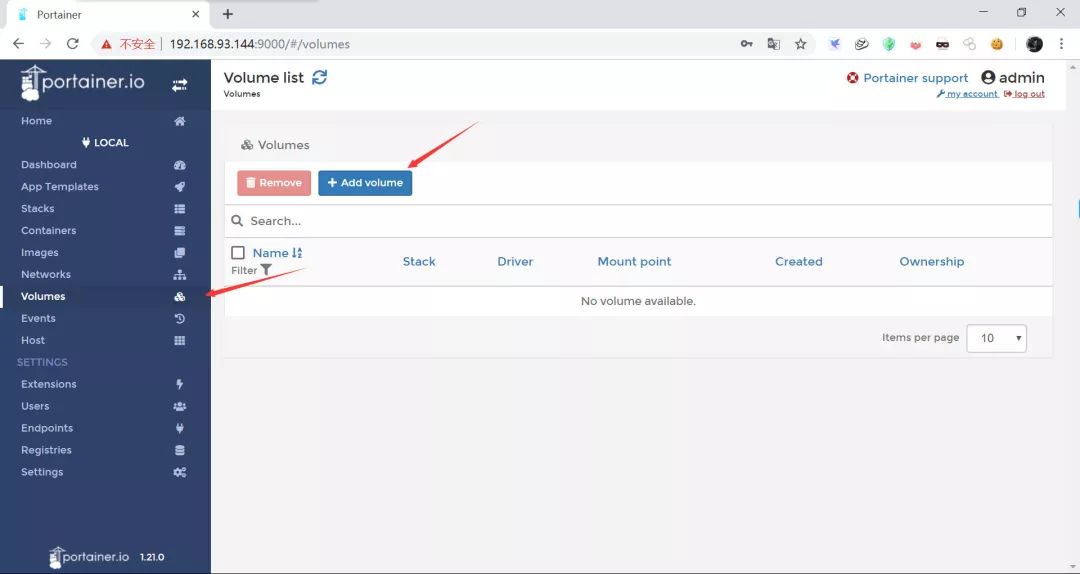 Portainer
不安全 192.168.93.144:9000/#/volumes
portainer.io
Home
LOCAL
Dashboard
App Templates
Stacks
Containers
Images
Networks
Volumes
Events
Host
SETTINGS
Extensions
Users
Endpoints
Registries
Settings
portainer.io 1.21.0
Volume list
Volumes
Portainer support admin
my account log out
Volumes
Remove + Add volume
Search...
Name Stack Driver Mount point Created Ownership
Filter
No volume available.
Items per page 10